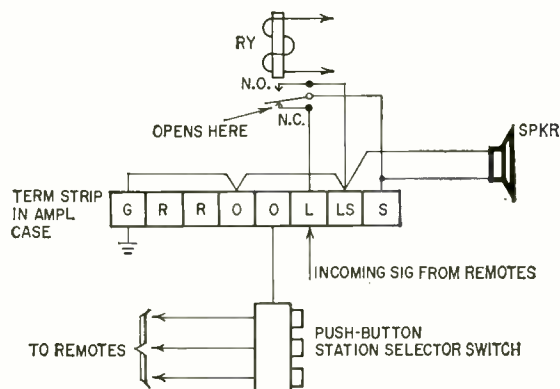 RY
N.O.
N.C.
OPENS HERE
SPKR
TERM STRIP
IN AMPL
CASE
G R R O O L LS S
INCOMING SIG FROM REMOTES
TO REMOTES
PUSH-BUTTON
STATION SELECTOR SWITCH